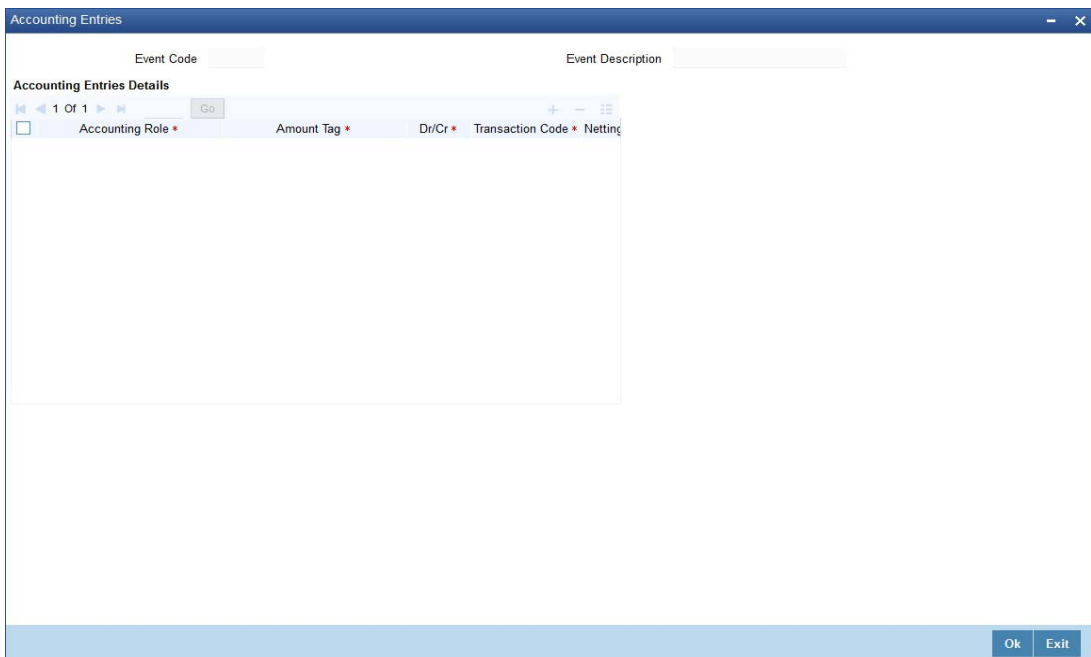 Accounting Entries
Event Code Event Description
Accounting Entries Details
1 Of 1 Go
Accounting Role * Amount Tag * Dr/Cr * Transaction Code * Netting
Ok Exit